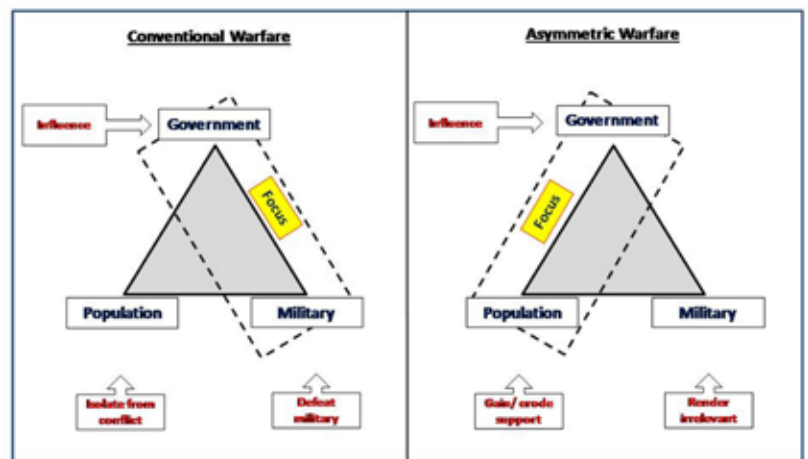 Conventional Warfare
Influence
Government
Focus
Population
Military
Isolate from
conflict
Defeat
military
Asymmetric Warfare
Influence
Government
Focus
Population
Military
Gain/ erode
support
Render
irrelevant